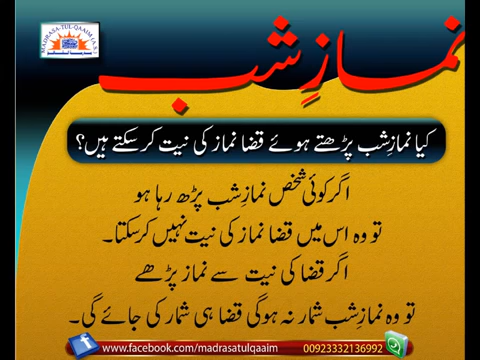 MADRASA-TUL-QAAIM (A.S)
نمازِ شب
کیا نمازِ شب پڑھتے ہوئے قضا نماز کی نیت کر سکتے ہیں؟
اگر کوئی شخص نمازِ شب پڑھ رہا ہو
تو وہ اس میں قضا نماز کی نیت نہیں کر سکتا۔
اگر قضا کی نیت سے نماز پڑھے
تو وہ نمازِ شب شمار نہ ہوگی قضا ہی شمار کی جائے گی۔
www.facebook.com/madrasatulqaaim 00923332136992